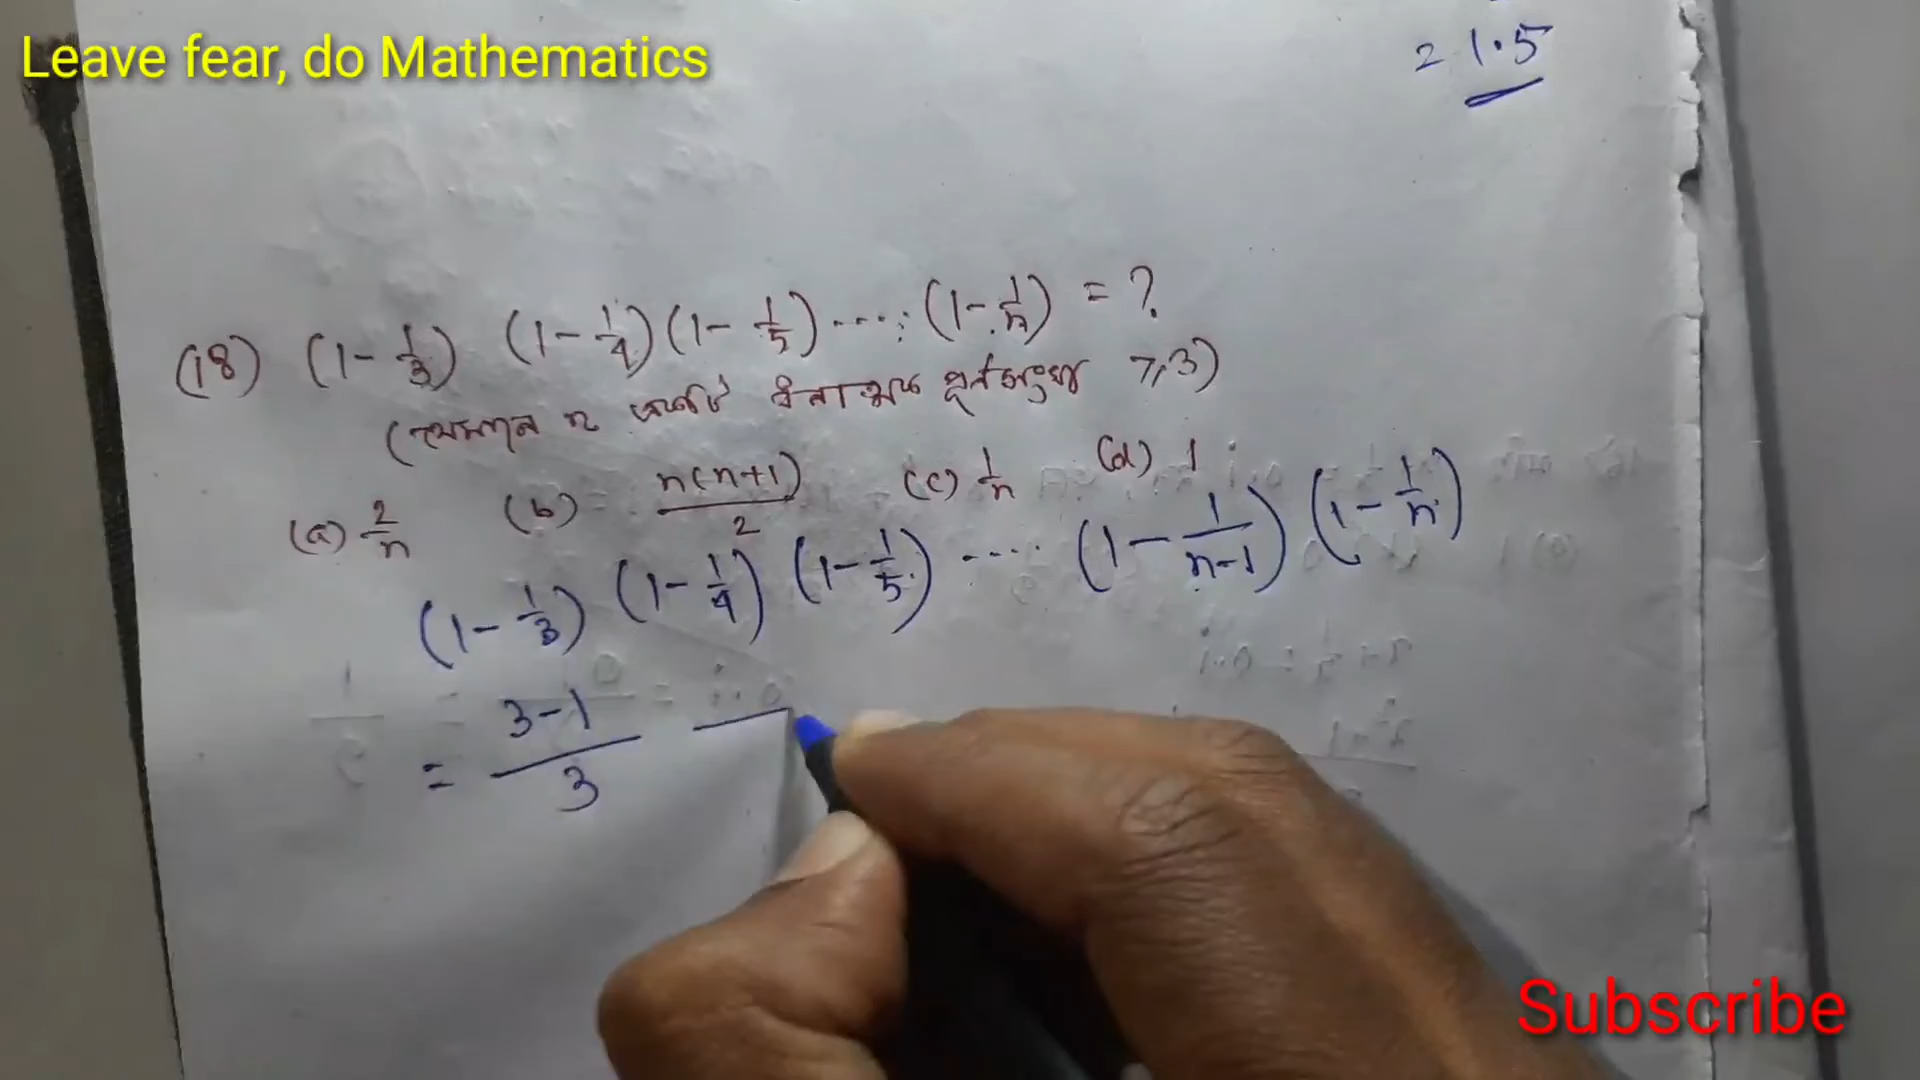 Leave fear, do Mathematics
= 1.5
(18) (1 - 1/3) (1 - 1/4) (1 - 1/5) ..... (1 - 1/n) = ?
(যেখানে n একটি ধনাত্মক পূর্ণসংখ্যা >, 3)
(a) 2/n (b) n(n+1)/2 (c) 1/n (d) 1
(1 - 1/3) (1 - 1/4) (1 - 1/5) .... (1 - 1/n-1) (1 - 1/n)
= 3-1/3
Subscribe